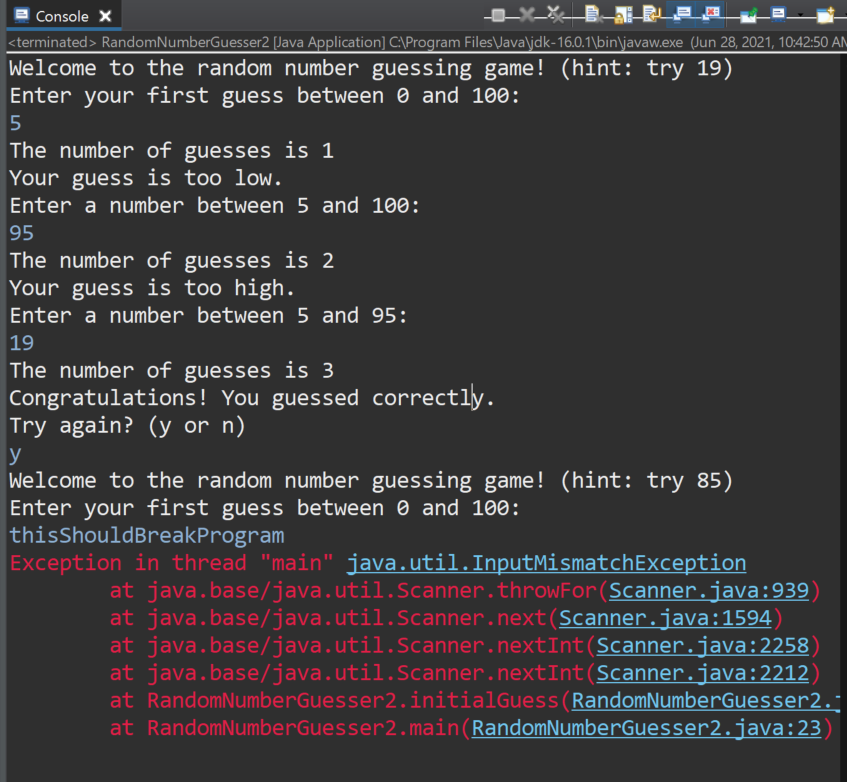 Console
<terminated> RandomNumberGuesser2 [Java Application] C:\Program Files\Java\jdk-16.0.1\bin\javaw.exe (Jun 28, 2021, 10:42:50 AM
Welcome to the random number guessing game! (hint: try 19)
Enter your first guess between 0 and 100:
5
The number of guesses is 1
Your guess is too low.
Enter a number between 5 and 100:
95
The number of guesses is 2
Your guess is too high.
Enter a number between 5 and 95:
19
The number of guesses is 3
Congratulations! You guessed correctly.
Try again? (y or n)
y
Welcome to the random number guessing game! (hint: try 85)
Enter your first guess between 0 and 100:
thisShouldBreakProgram
Exception in thread "main" java.util.InputMismatchException
at java.base/java.util.Scanner.throwFor(Scanner.java:939)
at java.base/java.util.Scanner.next(Scanner.java:1594)
at java.base/java.util.Scanner.nextInt(Scanner.java:2258)
at java.base/java.util.Scanner.nextInt(Scanner.java:2212)
at RandomNumberGuesser2.initialGuess(RandomNumberGuesser2.j
at RandomNumberGuesser2.main(RandomNumberGuesser2.java:23)